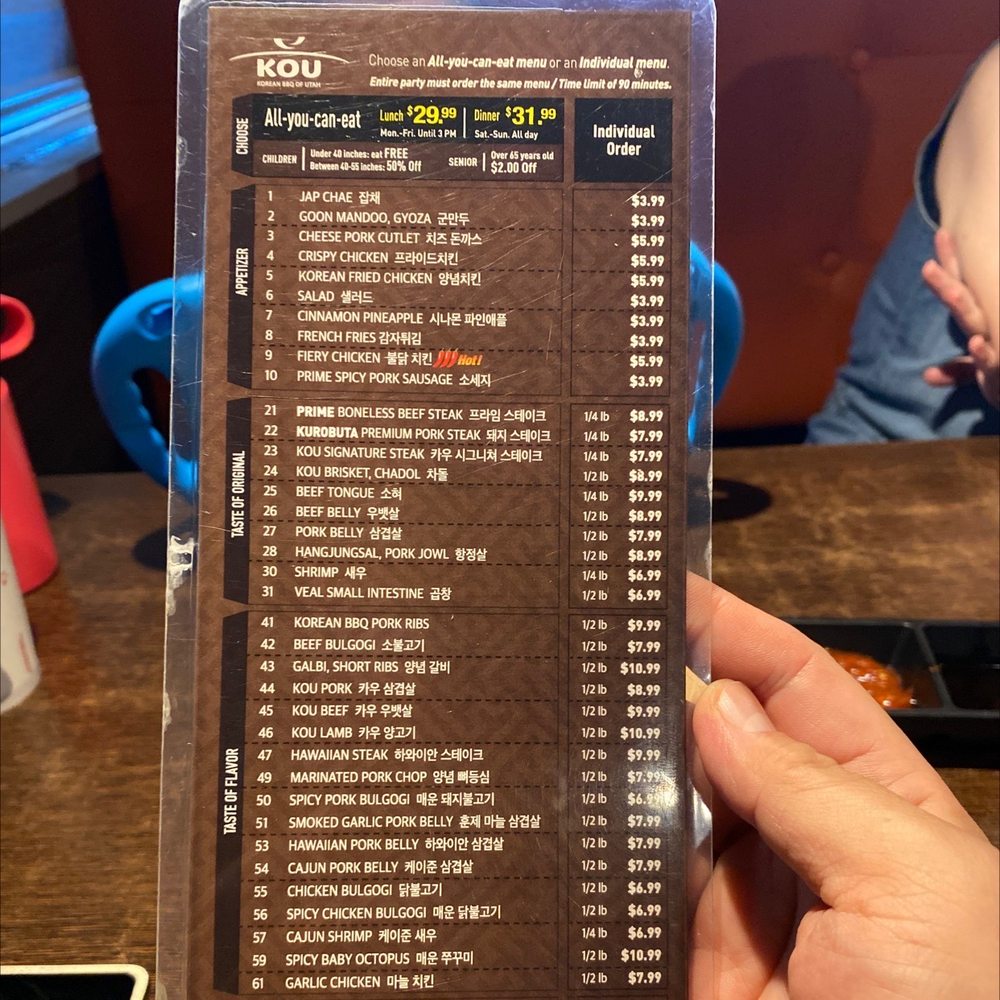 KOU
KOREAN BBQ OF UTAH
Choose an All-you-can-eat menu or an Individual menu.
Entire party must order the same menu / Time limit of 90 minutes.
CHOOSE
All-you-can-eat Lunch $29.99 Dinner $31.99
Mon.-Fri. Until 3 PM Sat.-Sun. All day
CHILDREN Under 40 inches: eat FREE SENIOR Over 65 years old
Between 40-55 inches: 50% Off $2.00 Off
Individual
Order
APPETIZER
1 JAP CHAE 잡채 $3.99
2 GOON MANDOO, GYOZA 군만두 $3.99
3 CHEESE PORK CUTLET 치즈 돈까스 $5.99
4 CRISPY CHICKEN 프라이드치킨 $5.99
5 KOREAN FRIED CHICKEN 양념치킨 $5.99
6 SALAD 샐러드 $3.99
7 CINNAMON PINEAPPLE 시나몬 파인애플 $3.99
8 FRENCH FRIES 감자튀김 $3.99
9 FIERY CHICKEN 불닭 치킨 Hot! $5.99
10 PRIME SPICY PORK SAUSAGE 소세지 $3.99
TASTE OF ORIGINAL
21 PRIME BONELESS BEEF STEAK 프라임 스테이크 1/4 lb $8.99
22 KUROBUTA PREMIUM PORK STEAK 돼지 스테이크 1/4 lb $7.99
23 KOU SIGNATURE STEAK 카우 시그니쳐 스테이크 1/4 lb $7.99
24 KOU BRISKET, CHADOL 차돌 1/2 lb $8.99
25 BEEF TONGUE 소혀 1/4 lb $9.99
26 BEEF BELLY 우뱃살 1/2 lb $8.99
27 PORK BELLY 삼겹살 1/2 lb $7.99
28 HANGJUNGSAL, PORK JOWL 항정살 1/2 lb $8.99
30 SHRIMP 새우 1/4 lb $6.99
31 VEAL SMALL INTESTINE 곱창 1/2 lb $6.99
TASTE OF FLAVOR
41 KOREAN BBQ PORK RIBS 1/2 lb $9.99
42 BEEF BULGOGI 소불고기 1/2 lb $7.99
43 GALBI, SHORT RIBS 양념 갈비 1/2 lb $10.99
44 KOU PORK 카우 삼겹살 1/2 lb $8.99
45 KOU BEEF 카우 우뱃살 1/2 lb $9.99
46 KOU LAMB 카우 양고기 1/2 lb $10.99
47 HAWAIIAN STEAK 하와이안 스테이크 1/2 lb $9.99
49 MARINATED PORK CHOP 양념 뼈등심 1/2 lb $7.99
50 SPICY PORK BULGOGI 매운 돼지불고기 1/2 lb $6.99
51 SMOKED GARLIC PORK BELLY 훈제 마늘 삼겹살 1/2 lb $7.99
53 HAWAIIAN PORK BELLY 하와이안 삼겹살 1/2 lb $7.99
54 CAJUN PORK BELLY 케이준 삼겹살 1/2 lb $7.99
55 CHICKEN BULGOGI 닭불고기 1/2 lb $6.99
56 SPICY CHICKEN BULGOGI 매운 닭불고기 1/2 lb $6.99
57 CAJUN SHRIMP 케이준 새우 1/4 lb $6.99
59 SPICY BABY OCTOPUS 매운 쭈꾸미 1/2 lb $10.99
61 GARLIC CHICKEN 마늘 치킨 1/2 lb $7.99